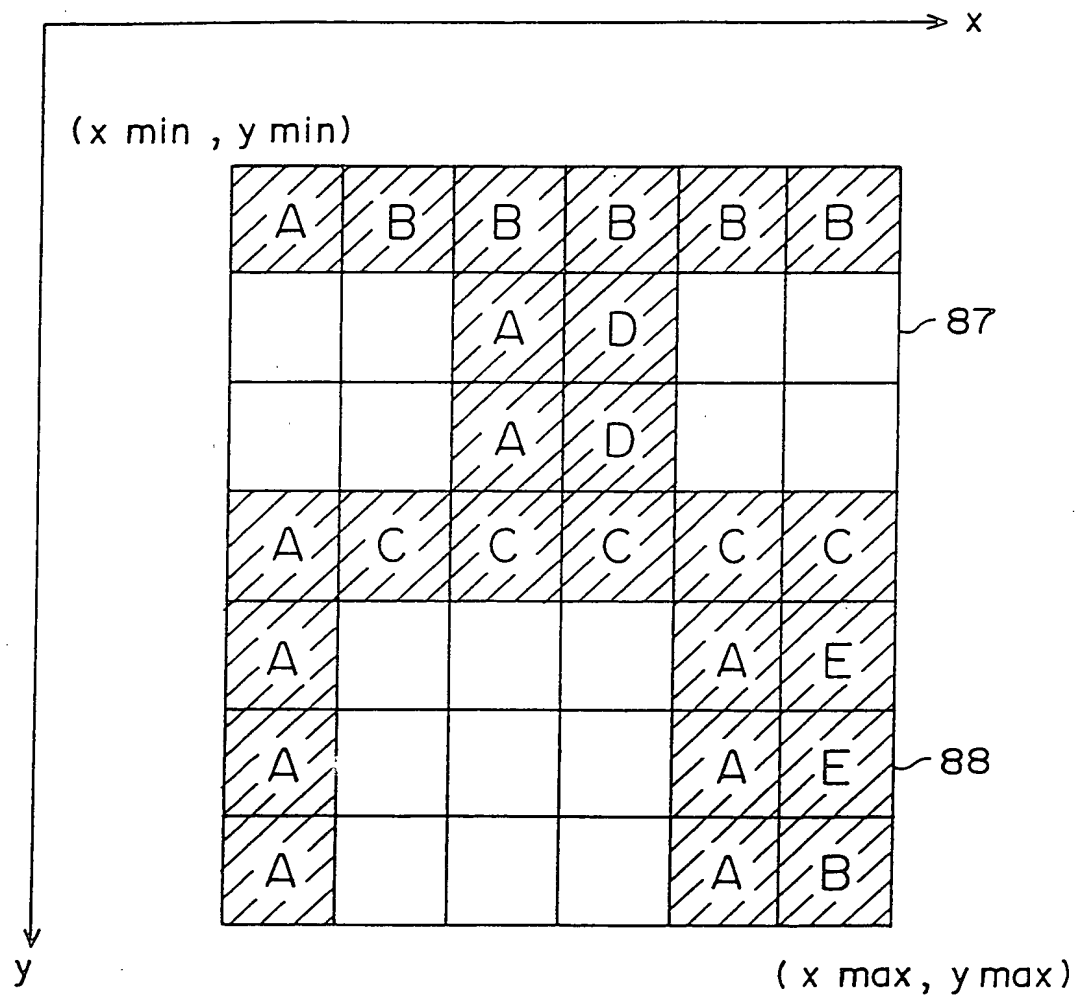 x
(x min , y min)
A B B B B B
A D
87
A D
A C C C C C
A A E
A A E
88
A A B
y
(x max, y max)